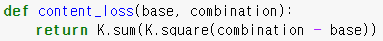 def content_loss(base, combination):
    return K.sum(K.square(combination - base))